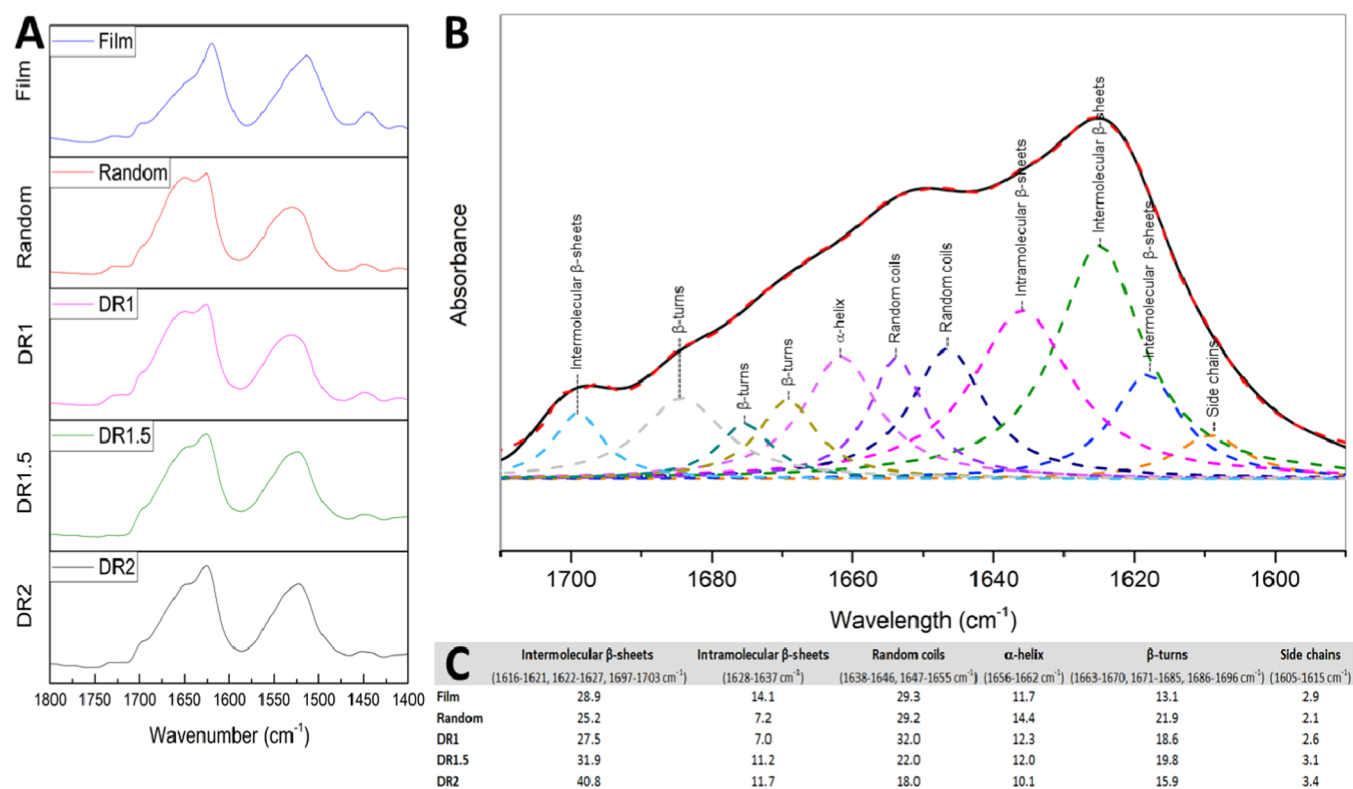 A
Film
Film
Random
Random
DR1
DR1
DR1.5
DR1.5
DR2
DR2
1800 1750 1700 1650 1600 1550 1500 1450 1400
Wavenumber (cm-1)
B
Absorbance
Intermolecular β-sheets
β-turns
β-turns
β-turns
α-helix
Random coils
Random coils
Intramolecular β-sheets
Intermolecular β-sheets
Intermolecular β-sheets
Side chains
1700 1680 1660 1640 1620 1600
Wavelength (cm-1)
C
Intermolecular β-sheets Intramolecular β-sheets Random coils α-helix β-turns Side chains
(1616-1621, 1622-1627, 1697-1703 cm-1) (1628-1637 cm-1) (1638-1646, 1647-1655 cm-1) (1656-1662 cm-1) (1663-1670, 1671-1685, 1686-1696 cm-1) (1605-1615 cm-1)
Film 28.9 14.1 29.3 11.7 13.1 2.9
Random 25.2 7.2 29.2 14.4 21.9 2.1
DR1 27.5 7.0 32.0 12.3 18.6 2.6
DR1.5 31.9 11.2 22.0 12.0 19.8 3.1
DR2 40.8 11.7 18.0 10.1 15.9 3.4